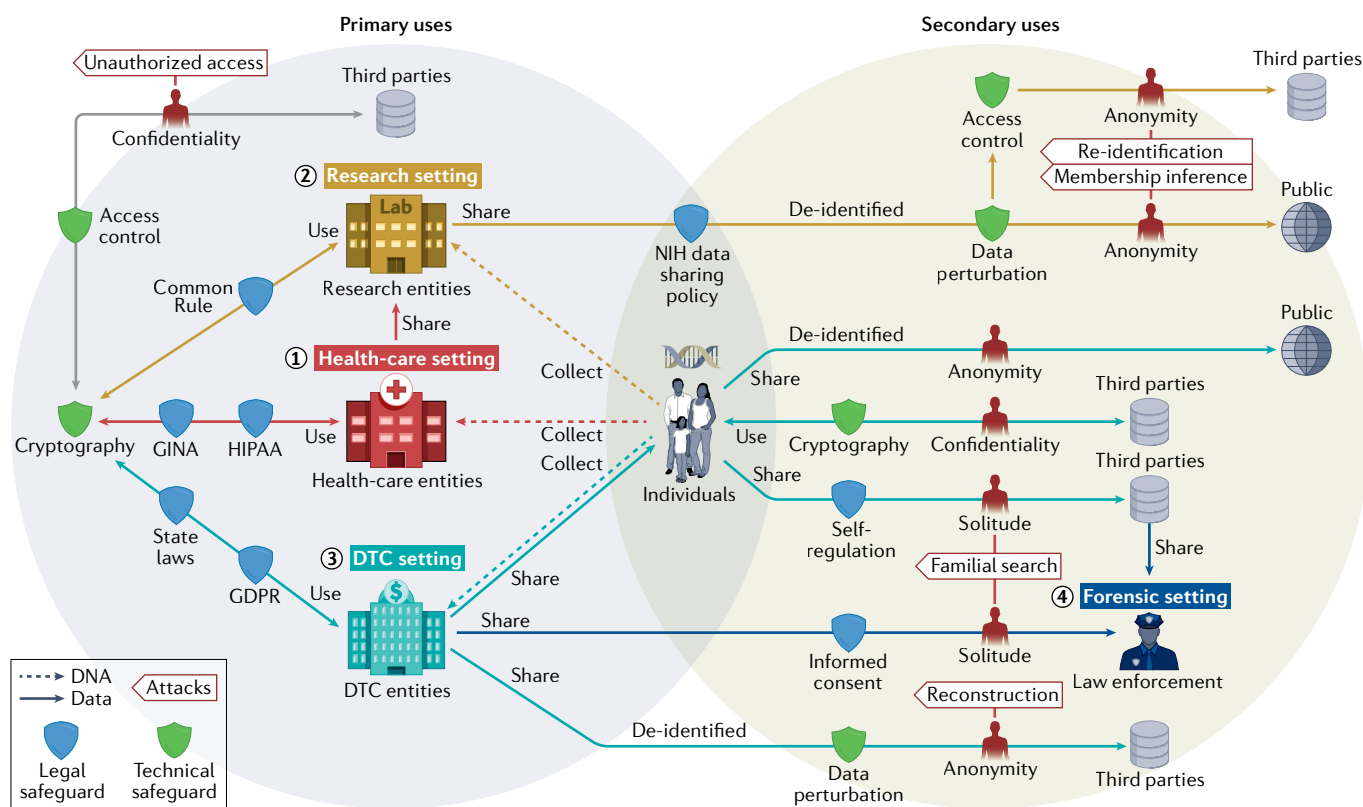 Primary uses
Secondary uses
Unauthorized access
Third parties
Confidentiality
Third parties
Access
control
Anonymity
Re-identification
Membership inference
② Research setting
Lab
Access
control
Use
Share
De-identified
Public
NIH data
sharing
policy
Data
perturbation
Anonymity
Common
Rule
Research entities
Share
① Health-care setting
Collect
De-identified
Public
Share
Anonymity
Third parties
Cryptography
GINA
HIPAA
Use
Health-care entities
Collect
Collect
Individuals
Use
Cryptography
Confidentiality
Third parties
Share
Self-
regulation
Solitude
Share
State
laws
GDPR
Use
③ DTC setting
$
Share
Familial search
④ Forensic setting
Share
DTC entities
Informed
consent
Solitude
Law enforcement
Share
Reconstruction
De-identified
Data
perturbation
Anonymity
Third parties
DNA
Data
Attacks
Legal
safeguard
Technical
safeguard